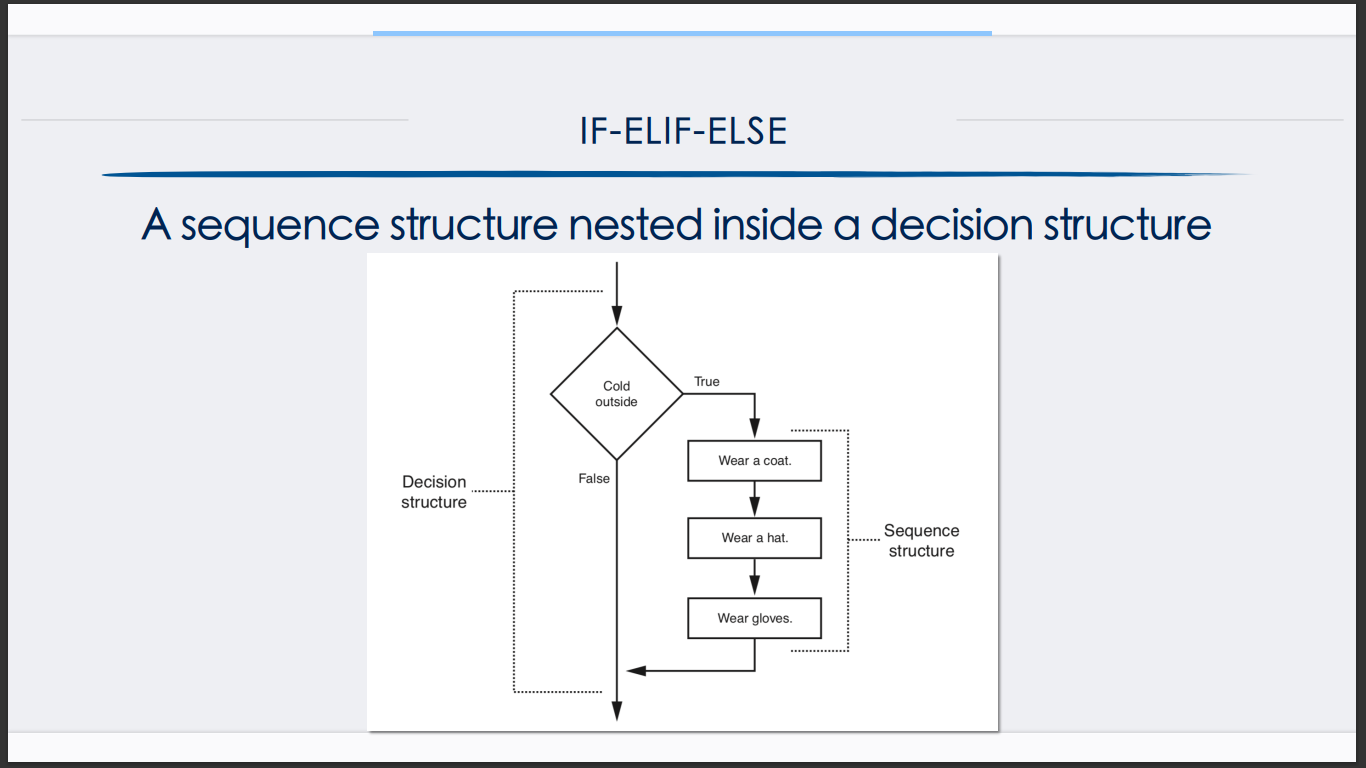 IF-ELIF-ELSE
A sequence structure nested inside a decision structure
Cold
outside
True
Wear a coat.
False
Decision
structure
Wear a hat.
Sequence
structure
Wear gloves.